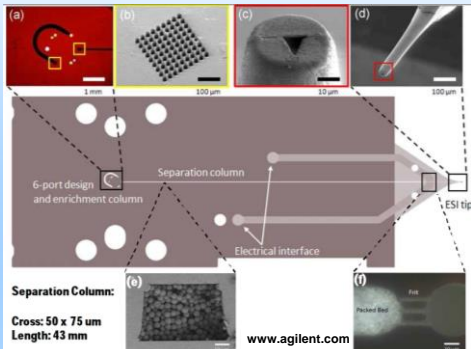 (a)
(b)
(c)
(d)
1 mm
100 μm
10 μm
100 μm
6-port design
and enrichment column
Separation column
Electrical interface
ESI tip
(e)
(f)
Packed Bed
Frit
Separation Column:
Cross: 50 x 75 um
Length: 43 mm
www.agilent.com